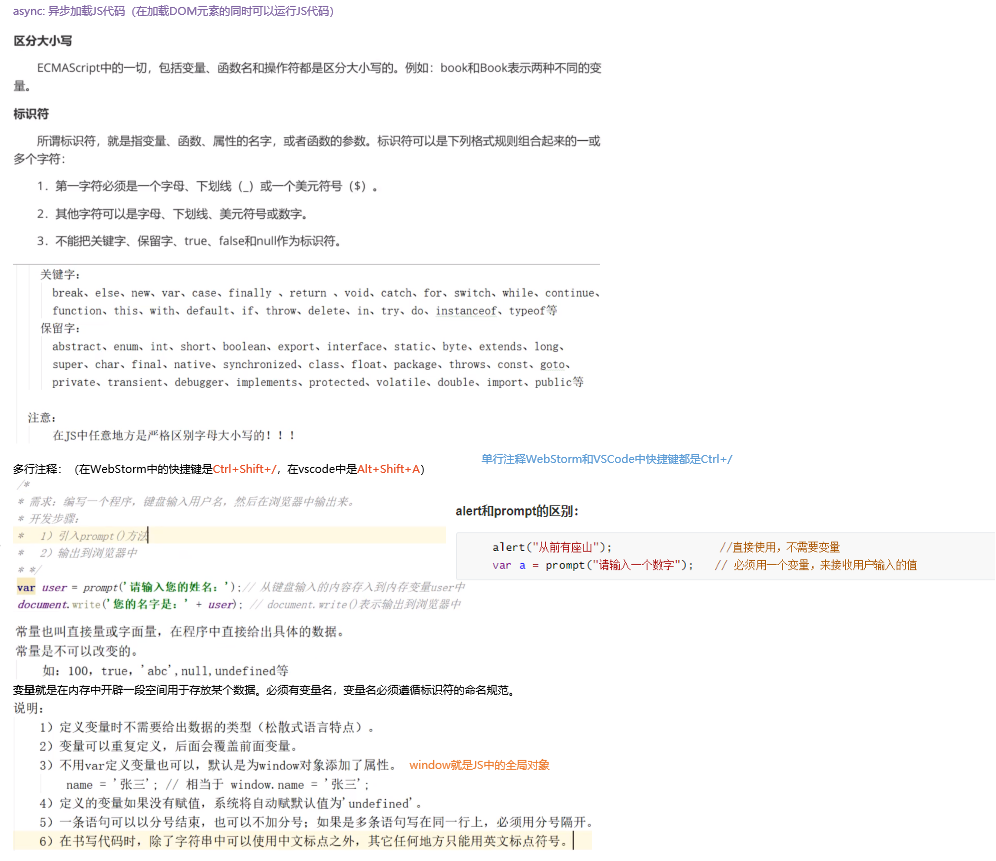 async: 异步加载JS代码（在加载DOM元素的同时可以运行JS代码）
区分大小写
ECMAScript中的一切，包括变量、函数名和操作符都是区分大小写的。例如：book和Book表示两种不同的变
量。
标识符
所谓标识符，就是指变量、函数、属性的名字，或者函数的参数。标识符可以是下列格式规则组合起来的一或
多个字符：
1. 第一字符必须是一个字母、下划线（_）或一个美元符号（$）。
2. 其他字符可以是字母、下划线、美元符号或数字。
3. 不能把关键字、保留字、true、false和null作为标识符。
关键字：
break、else、new、var、case、finally 、return 、void、catch、for、switch、while、continue、
function、this、with、default、if、throw、delete、in、try、do、instanceof、typeof等
保留字：
abstract、enum、int、short、boolean、export、interface、static、byte、extends、long、
super、char、final、native、synchronized、class、float、package、throws、const、goto、
private、transient、debugger、implements、protected、volatile、double、import、public等
注意：
在JS中任意地方是严格区别字母大小写的！！！
多行注释：（在WebStorm中的快捷键是Ctrl+Shift+/，在vscode中是Alt+Shift+A）
单行注释WebStorm和VSCode中快捷键都是Ctrl+/
/*
* 需求：编写一个程序，键盘输入用户名，然后在浏览器中输出来。
* 开发步骤：
* 1）引入prompt()方法
* 2）输出到浏览器中
* */
var user = prompt('请输入您的姓名：');// 从键盘输入的内容存入到内存变量user中
document.write('您的名字是：' + user); // document.write()表示输出到浏览器中
alert和prompt的区别：
alert("从前有座山"); //直接使用，不需要变量
var a = prompt("请输入一个数字"); // 必须用一个变量，来接收用户输入的值
常量也叫直接量或字面量，在程序中直接给出具体的数据。
常量是不可以改变的。
如：100，true，'abc',null,undefined等
变量就是在内存中开辟一段空间用于存放某个数据。必须有变量名，变量名必须遵循标识符的命名规范。
说明：
1）定义变量时不需要给出数据的类型（松散式语言特点）。
2）变量可以重复定义，后面会覆盖前面变量。
3）不用var定义变量也可以，默认是为window对象添加了属性。 window就是JS中的全局对象
name = '张三'; // 相当于 window.name = '张三';
4）定义的变量如果没有赋值，系统将自动赋默认值为'undefined'。
5）一条语句可以以分号结束，也可以不加分号；如果是多条语句写在同一行上，必须用分号隔开。
6）在书写代码时，除了字符串中可以使用中文标点之外，其它任何地方只能用英文标点符号。